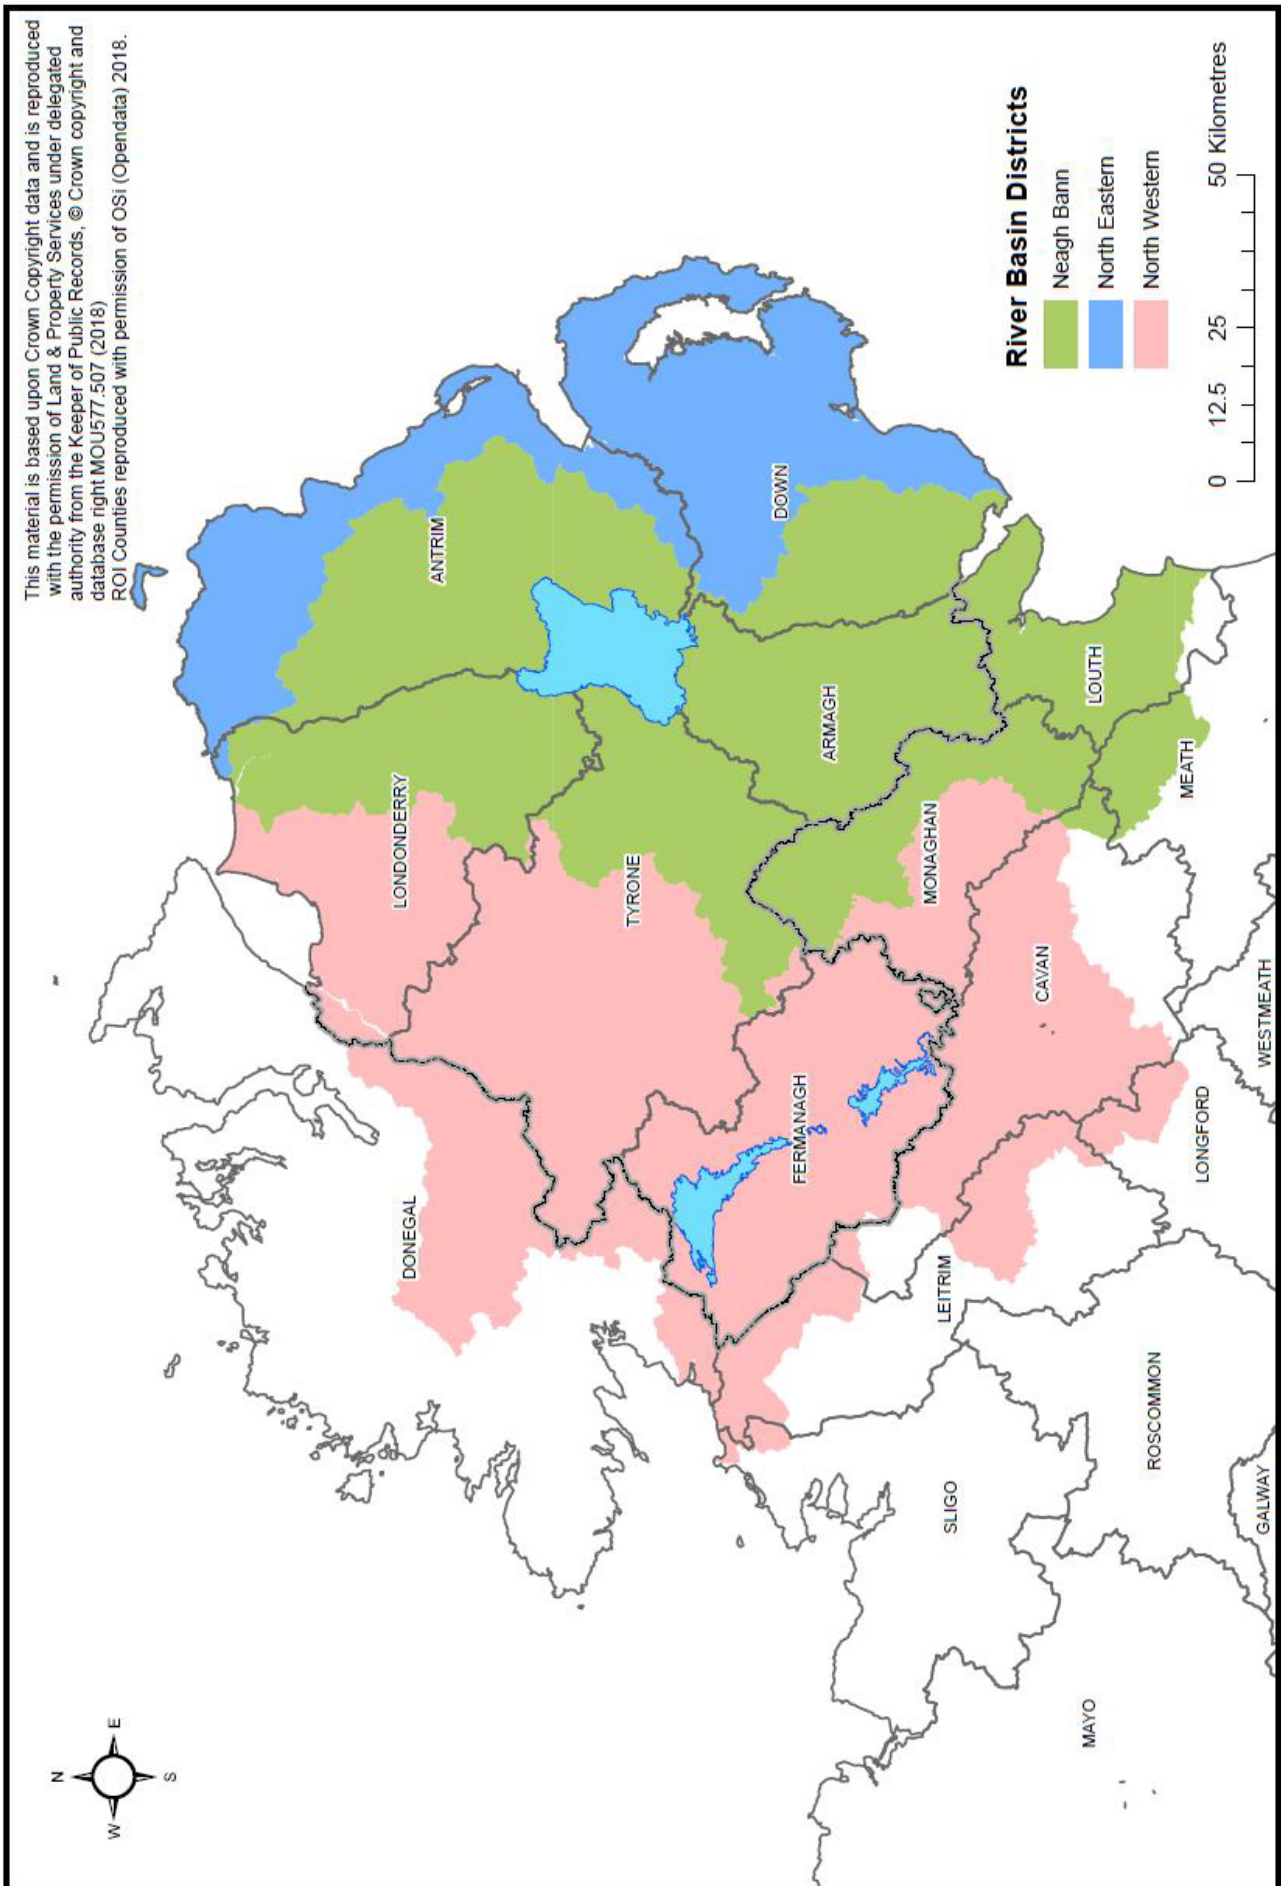 This material is based upon Crown Copyright data and is reproduced
with the permission of Land & Property Services under delegated
authority from the Keeper of Public Records, © Crown copyright and
database right MOU577.507 (2018)
ROI Counties reproduced with permission of OSi (Opendata) 2018.
N
W E
S
ANTRIM
LONDONDERRY
DONEGAL
TYRONE
DOWN
FERMANAGH
ARMAGH
MONAGHAN
LEITRIM
SLIGO
CAVAN
LOUTH
MAYO
ROSCOMMON
MEATH
LONGFORD
WESTMEATH
GALWAY
River Basin Districts
Neagh Bann
North Eastern
North Western
0 12.5 25 50 Kilometres